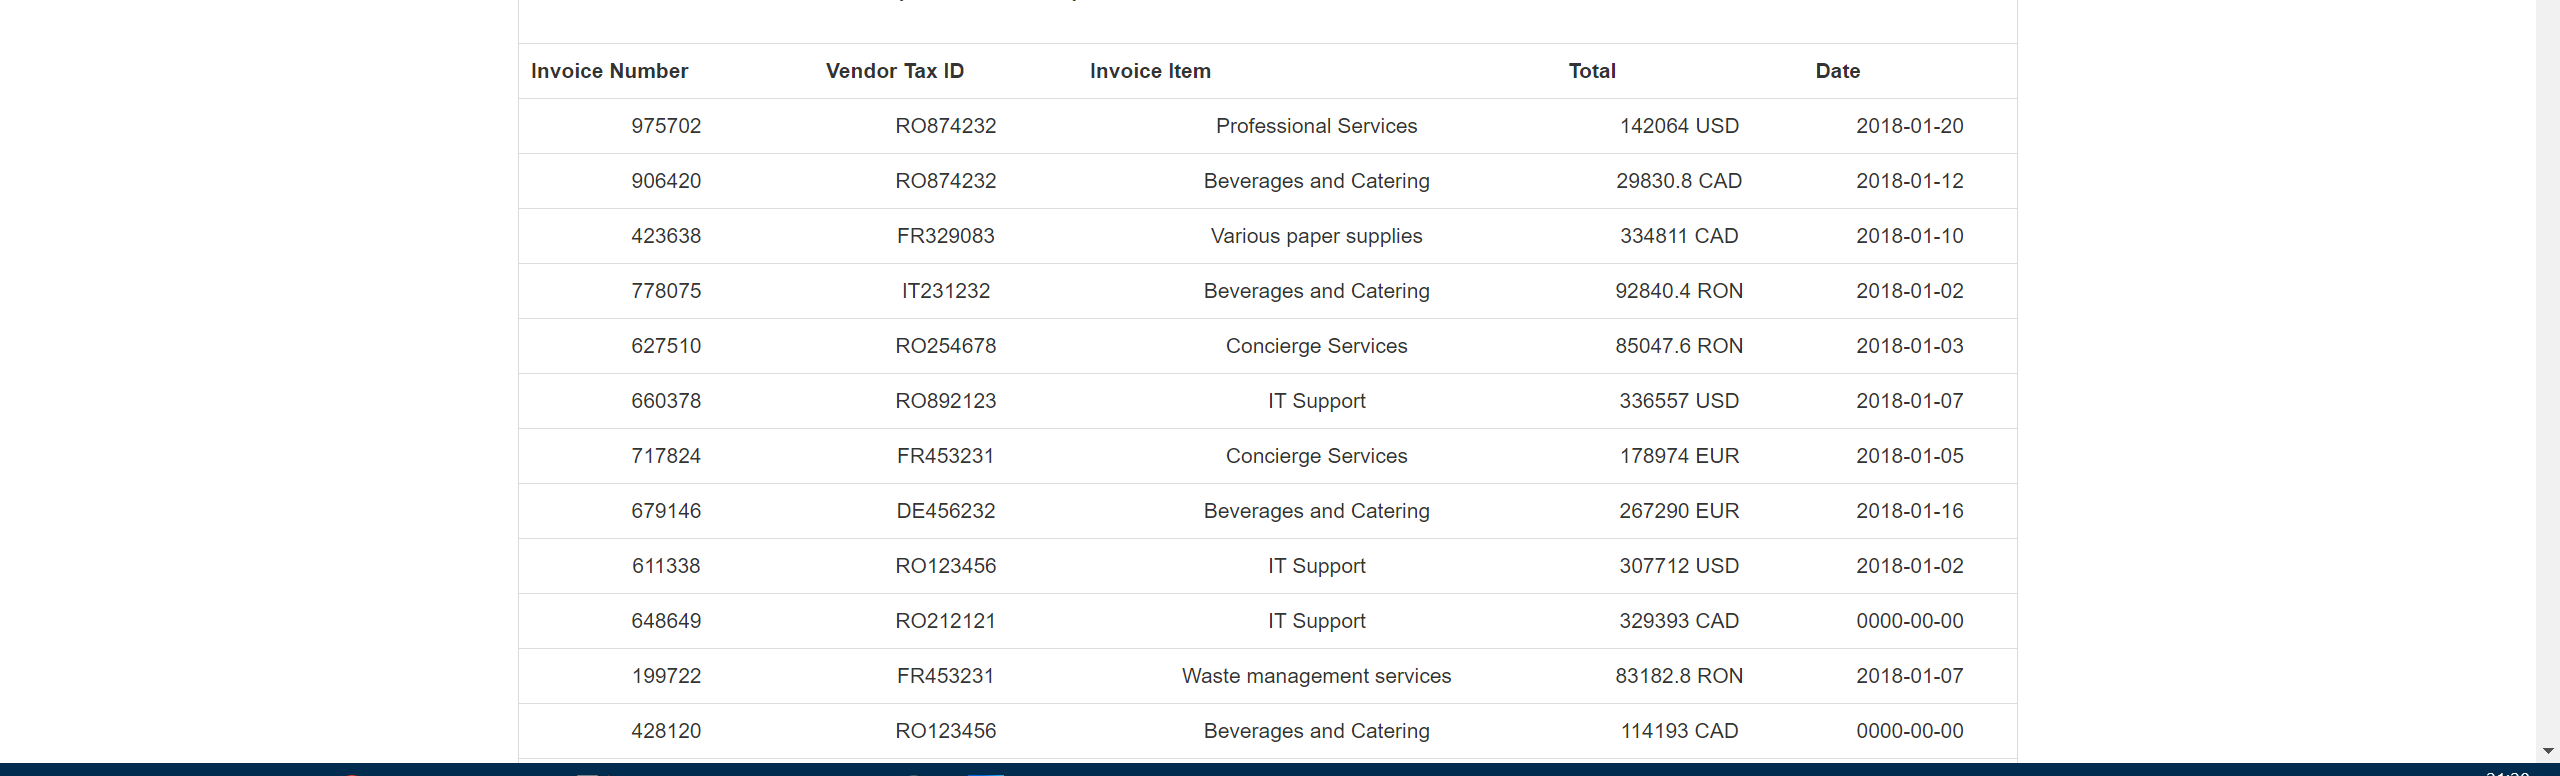 Invoice Number Vendor Tax ID Invoice Item Total Date
975702 RO874232 Professional Services 142064 USD 2018-01-20
906420 RO874232 Beverages and Catering 29830.8 CAD 2018-01-12
423638 FR329083 Various paper supplies 334811 CAD 2018-01-10
778075 IT231232 Beverages and Catering 92840.4 RON 2018-01-02
627510 RO254678 Concierge Services 85047.6 RON 2018-01-03
660378 RO892123 IT Support 336557 USD 2018-01-07
717824 FR453231 Concierge Services 178974 EUR 2018-01-05
679146 DE456232 Beverages and Catering 267290 EUR 2018-01-16
611338 RO123456 IT Support 307712 USD 2018-01-02
648649 RO212121 IT Support 329393 CAD 0000-00-00
199722 FR453231 Waste management services 83182.8 RON 2018-01-07
428120 RO123456 Beverages and Catering 114193 CAD 0000-00-00